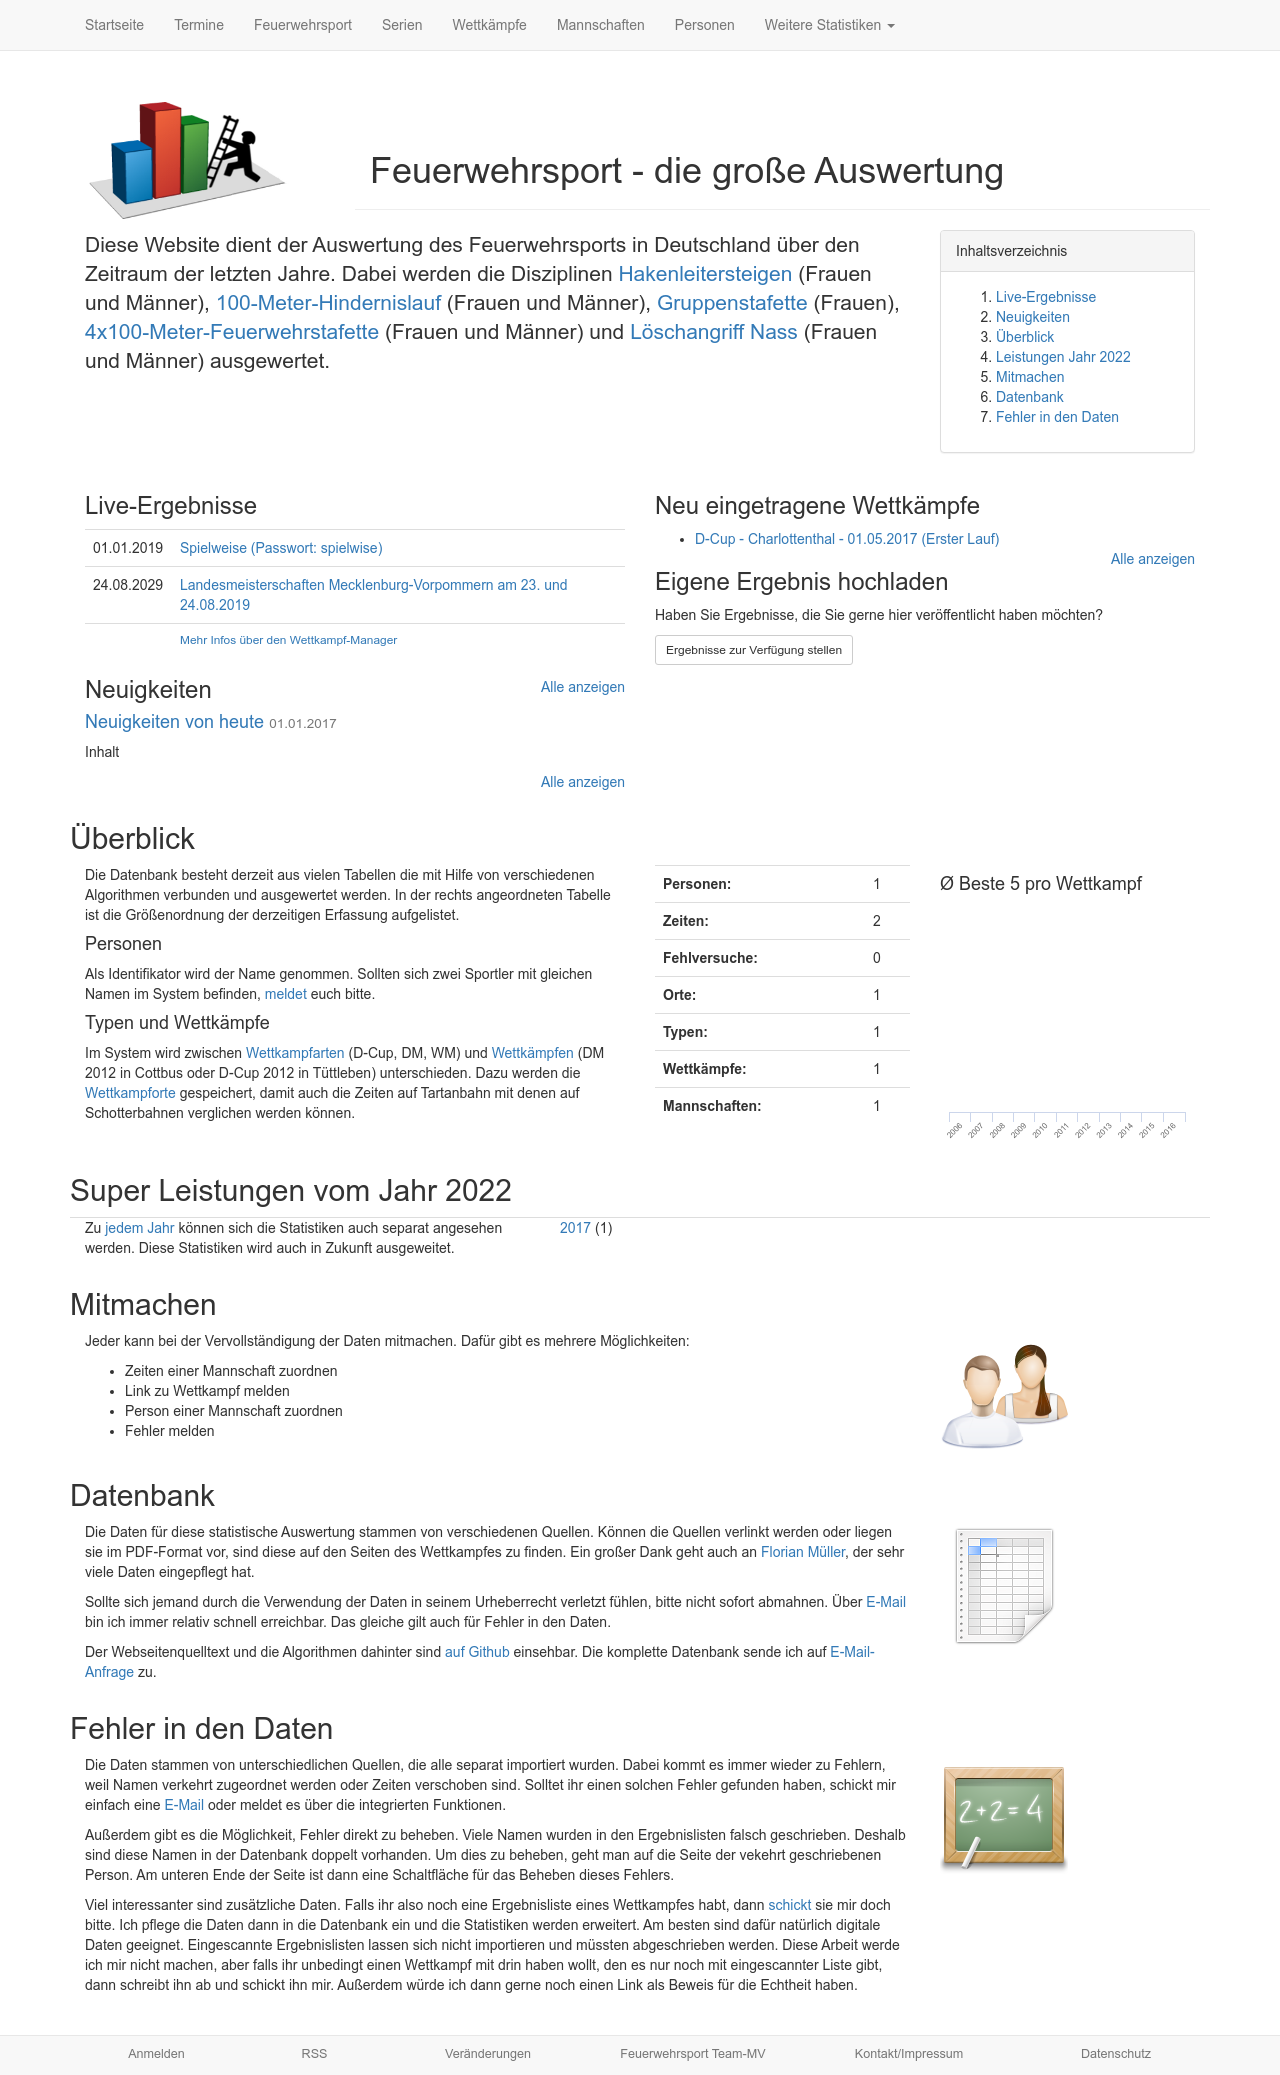 Startseite Termine Feuerwehrsport Serien Wettkämpfe Mannschaften Personen Weitere Statistiken
Feuerwehrsport - die große Auswertung
Diese Website dient der Auswertung des Feuerwehrsports in Deutschland über den
Zeitraum der letzten Jahre. Dabei werden die Disziplinen Hakenleitersteigen (Frauen
und Männer), 100-Meter-Hindernislauf (Frauen und Männer), Gruppenstafette (Frauen),
4x100-Meter-Feuerwehrstafette (Frauen und Männer) und Löschangriff Nass (Frauen
und Männer) ausgewertet.
Inhaltsverzeichnis
1. Live-Ergebnisse
2. Neuigkeiten
3. Überblick
4. Leistungen Jahr 2022
5. Mitmachen
6. Datenbank
7. Fehler in den Daten
Live-Ergebnisse
01.01.2019 Spielweise (Passwort: spielwise)
24.08.2029 Landesmeisterschaften Mecklenburg-Vorpommern am 23. und
24.08.2019
Mehr Infos über den Wettkampf-Manager
Neu eingetragene Wettkämpfe
• D-Cup - Charlottenthal - 01.05.2017 (Erster Lauf)
Alle anzeigen
Eigene Ergebnis hochladen
Haben Sie Ergebnisse, die Sie gerne hier veröffentlicht haben möchten?
Ergebnisse zur Verfügung stellen
Neuigkeiten Alle anzeigen
Neuigkeiten von heute 01.01.2017
Inhalt
Alle anzeigen
Überblick
Die Datenbank besteht derzeit aus vielen Tabellen die mit Hilfe von verschiedenen
Algorithmen verbunden und ausgewertet werden. In der rechts angeordneten Tabelle
ist die Größenordnung der derzeitigen Erfassung aufgelistet.
Personen
Als Identifikator wird der Name genommen. Sollten sich zwei Sportler mit gleichen
Namen im System befinden, meldet euch bitte.
Typen und Wettkämpfe
Im System wird zwischen Wettkampfarten (D-Cup, DM, WM) und Wettkämpfen (DM
2012 in Cottbus oder D-Cup 2012 in Tüttleben) unterschieden. Dazu werden die
Wettkampforte gespeichert, damit auch die Zeiten auf Tartanbahn mit denen auf
Schotterbahnen verglichen werden können.
Personen: 1
Zeiten: 2
Fehlversuche: 0
Orte: 1
Typen: 1
Wettkämpfe: 1
Mannschaften: 1
Ø Beste 5 pro Wettkampf
2006 2007 2008 2009 2010 2011 2012 2013 2014 2015 2016
Super Leistungen vom Jahr 2022
Zu jedem Jahr können sich die Statistiken auch separat angesehen
werden. Diese Statistiken wird auch in Zukunft ausgeweitet.
2017 (1)
Mitmachen
Jeder kann bei der Vervollständigung der Daten mitmachen. Dafür gibt es mehrere Möglichkeiten:
• Zeiten einer Mannschaft zuordnen
• Link zu Wettkampf melden
• Person einer Mannschaft zuordnen
• Fehler melden
Datenbank
Die Daten für diese statistische Auswertung stammen von verschiedenen Quellen. Können die Quellen verlinkt werden oder liegen
sie im PDF-Format vor, sind diese auf den Seiten des Wettkampfes zu finden. Ein großer Dank geht auch an Florian Müller, der sehr
viele Daten eingepflegt hat.
Sollte sich jemand durch die Verwendung der Daten in seinem Urheberrecht verletzt fühlen, bitte nicht sofort abmahnen. Über E-Mail
bin ich immer relativ schnell erreichbar. Das gleiche gilt auch für Fehler in den Daten.
Der Webseitenquelltext und die Algorithmen dahinter sind auf Github einsehbar. Die komplette Datenbank sende ich auf E-Mail-
Anfrage zu.
Fehler in den Daten
Die Daten stammen von unterschiedlichen Quellen, die alle separat importiert wurden. Dabei kommt es immer wieder zu Fehlern,
weil Namen verkehrt zugeordnet werden oder Zeiten verschoben sind. Solltet ihr einen solchen Fehler gefunden haben, schickt mir
einfach eine E-Mail oder meldet es über die integrierten Funktionen.
2+2=4
Außerdem gibt es die Möglichkeit, Fehler direkt zu beheben. Viele Namen wurden in den Ergebnislisten falsch geschrieben. Deshalb
sind diese Namen in der Datenbank doppelt vorhanden. Um dies zu beheben, geht man auf die Seite der vekehrt geschriebenen
Person. Am unteren Ende der Seite ist dann eine Schaltfläche für das Beheben dieses Fehlers.
Viel interessanter sind zusätzliche Daten. Falls ihr also noch eine Ergebnisliste eines Wettkampfes habt, dann schickt sie mir doch
bitte. Ich pflege die Daten dann in die Datenbank ein und die Statistiken werden erweitert. Am besten sind dafür natürlich digitale
Daten geeignet. Eingescannte Ergebnislisten lassen sich nicht importieren und müssten abgeschrieben werden. Diese Arbeit werde
ich mir nicht machen, aber falls ihr unbedingt einen Wettkampf mit drin haben wollt, den es nur noch mit eingescannter Liste gibt,
dann schreibt ihn ab und schickt ihn mir. Außerdem würde ich dann gerne noch einen Link als Beweis für die Echtheit haben.
Anmelden RSS Veränderungen Feuerwehrsport Team-MV Kontakt/Impressum Datenschutz